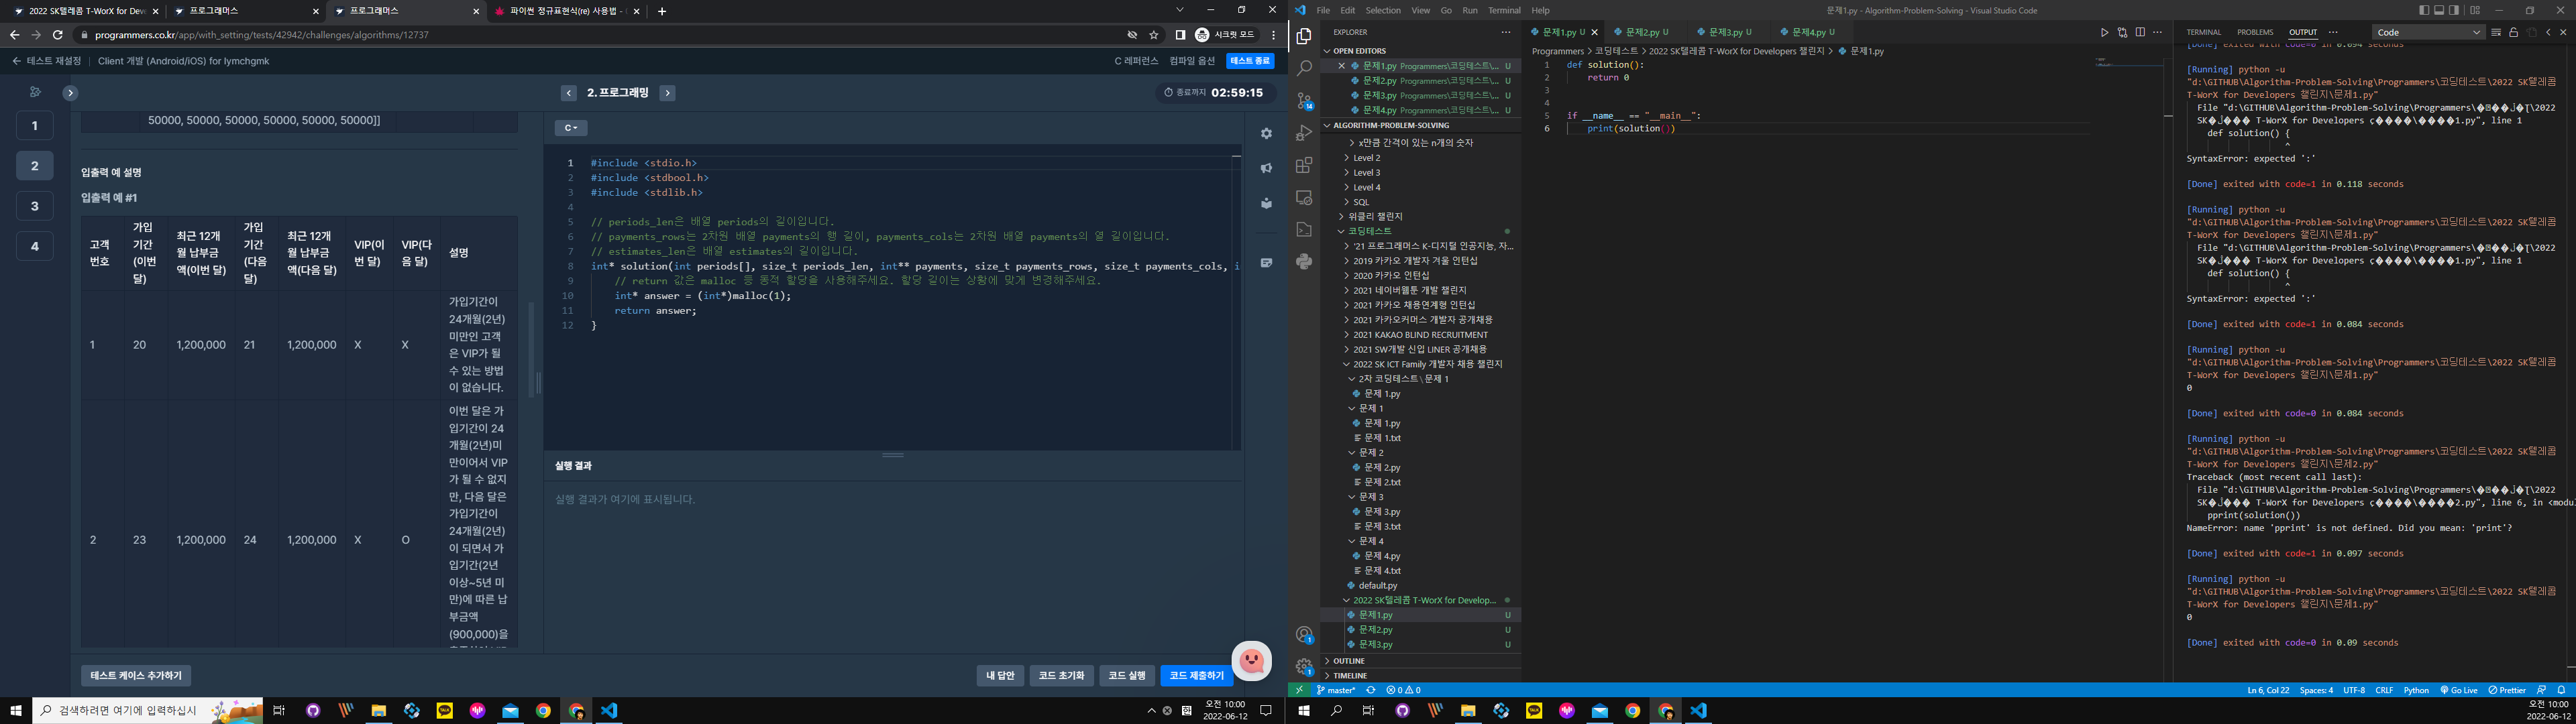 2022 SK텔레콤 T-WorX for Dev
프로그래머스
프로그래머스
파이썬 정규표현식(re) 사용법 -
programmers.co.kr/app/with_setting/tests/42942/challenges/algorithms/12737
시크릿 모드
테스트 재설정
Client 개발 (Android/iOS) for lymchgmk
C 레퍼런스
컴파일 옵션
테스트 종료
2. 프로그래밍
종료까지 02:59:15
1
2
3
4
50000, 50000, 50000, 50000, 50000, 50000]]
입출력 예 설명
입출력 예 #1
고객 번호
가입 기간 (이번 달)
최근 12개월 납부금액(이번 달)
가입 기간 (다음 달)
최근 12개월 납부금액(다음 달)
VIP(이번 달)
VIP(다음 달)
설명
1 20 1,200,000 21 1,200,000 X X
가입기간이
24개월(2년)
미만인 고객
은 VIP가 될
수 있는 방법
이 없습니다.
2 23 1,200,000 24 1,200,000 X O
이번 달은 가
입기간이 24
개월(2년)미
만이어서 VIP
가 될 수 없지
만, 다음 달은
가입기간이
24개월(2년)
이 되면서 가
입기간(2년
이상~5년 미
만)에 따른 납
부금액
(900,000)을
테스트 케이스 추가하기
C
1 #include <stdio.h>
2 #include <stdbool.h>
3 #include <stdlib.h>
4
5 // periods_len은 배열 periods의 길이입니다.
6 // payments_rows는 2차원 배열 payments의 행 길이, payments_cols는 2차원 배열 payments의 열 길이입니다.
7 // estimates_len은 배열 estimates의 길이입니다.
8 int* solution(int periods[], size_t periods_len, int** payments, size_t payments_rows, size_t payments_cols, i
9 // return 값은 malloc 등 동적 할당을 사용해주세요. 할당 길이는 상황에 맞게 변경해주세요.
10 int* answer = (int*)malloc(1);
11 return answer;
12 }
실행 결과
실행 결과가 여기에 표시됩니다.
내 답안
코드 초기화
코드 실행
코드 제출하기
검색하려면 여기에 입력하십시
오전 10:00
2022-06-12
File Edit Selection View Go Run Terminal Help
문제1.py - Algorithm-Problem-Solving - Visual Studio Code
EXPLORER
OPEN EDITORS
문제1.py Programmers\코딩테스트\... U
문제2.py Programmers\코딩테스트\... U
문제3.py Programmers\코딩테스트\... U
문제4.py Programmers\코딩테스트\... U
ALGORITHM-PROBLEM-SOLVING
x만큼 간격이 있는 n개의 숫자
Level 2
Level 3
Level 4
SQL
위클리 챌린지
코딩테스트
'21 프로그래머스 K-디지털 인공지능, 자...
2019 카카오 개발자 겨울 인턴십
2020 카카오 인턴십
2021 네이버웹툰 개발 챌린지
2021 카카오 채용연계형 인턴십
2021 카카오커머스 개발자 공개채용
2021 KAKAO BLIND RECRUITMENT
2021 SW개발 신입 LINER 공개채용
2022 SK ICT Family 개발자 채용 챌린지
2차 코딩테스트\문제 1
문제 1.py
문제 1
문제 1.py
문제 1.txt
문제 2
문제 2.py
문제 2.txt
문제 3
문제 3.py
문제 3.txt
문제 4
문제 4.py
문제 4.txt
default.py
2022 SK텔레콤 T-WorX for Develop...
문제1.py U
문제2.py U
문제3.py U
OUTLINE
TIMELINE
문제1.py U
문제2.py U
문제3.py U
문제4.py U
Programmers > 코딩테스트 > 2022 SK텔레콤 T-WorX for Developers 챌린지 > 문제1.py
1 def solution():
2 return 0
3
4
5 if __name__ == "__main__":
6 print(solution())
TERMINAL PROBLEMS OUTPUT ... Code
[Done] exited with code=0 in 0.094 seconds
[Running] python -u
"d:\GITHUB\Algorithm-Problem-Solving\Programmers\코딩테스트\2022 SK텔레콤
T-WorX for Developers 챌린지\문제1.py"
File "d:\GITHUB\Algorithm-Problem-Solving\Programmers\
\2022
SK
T-WorX for Developers
1.py", line 1
def solution() {
^
SyntaxError: expected ':'
[Done] exited with code=1 in 0.118 seconds
[Running] python -u
"d:\GITHUB\Algorithm-Problem-Solving\Programmers\코딩테스트\2022 SK텔레콤
T-WorX for Developers 챌린지\문제1.py"
File "d:\GITHUB\Algorithm-Problem-Solving\Programmers\
\2022
SK
T-WorX for Developers
1.py", line 1
def solution() {
^
SyntaxError: expected ':'
[Done] exited with code=1 in 0.084 seconds
[Running] python -u
"d:\GITHUB\Algorithm-Problem-Solving\Programmers\코딩테스트\2022 SK텔레콤
T-WorX for Developers 챌린지\문제1.py"
0
[Done] exited with code=0 in 0.084 seconds
[Running] python -u
"d:\GITHUB\Algorithm-Problem-Solving\Programmers\코딩테스트\2022 SK텔레콤
T-WorX for Developers 챌린지\문제2.py"
Traceback (most recent call last):
File "d:\GITHUB\Algorithm-Problem-Solving\Programmers\
\2022
SK
T-WorX for Developers
2.py", line 6, in <modu
pprint(solution())
NameError: name 'pprint' is not defined. Did you mean: 'print'?
[Done] exited with code=1 in 0.097 seconds
[Running] python -u
"d:\GITHUB\Algorithm-Problem-Solving\Programmers\코딩테스트\2022 SK텔레콤
T-WorX for Developers 챌린지\문제1.py"
0
[Done] exited with code=0 in 0.09 seconds
master*
0 0
Ln 6, Col 22 Spaces: 4 UTF-8 CRLF Python Go Live Prettier
오전 10:00
2022-06-12